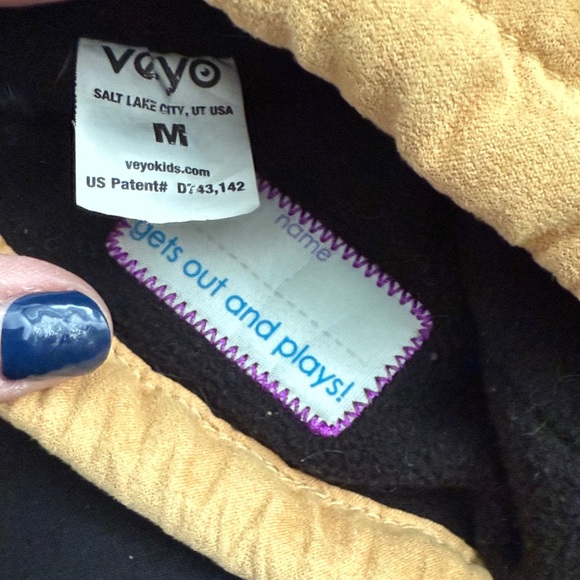 veyo
SALT LAKE CITY, UT USA
M
veyokids.com
US Patent# D743,142
name
gets out and plays!